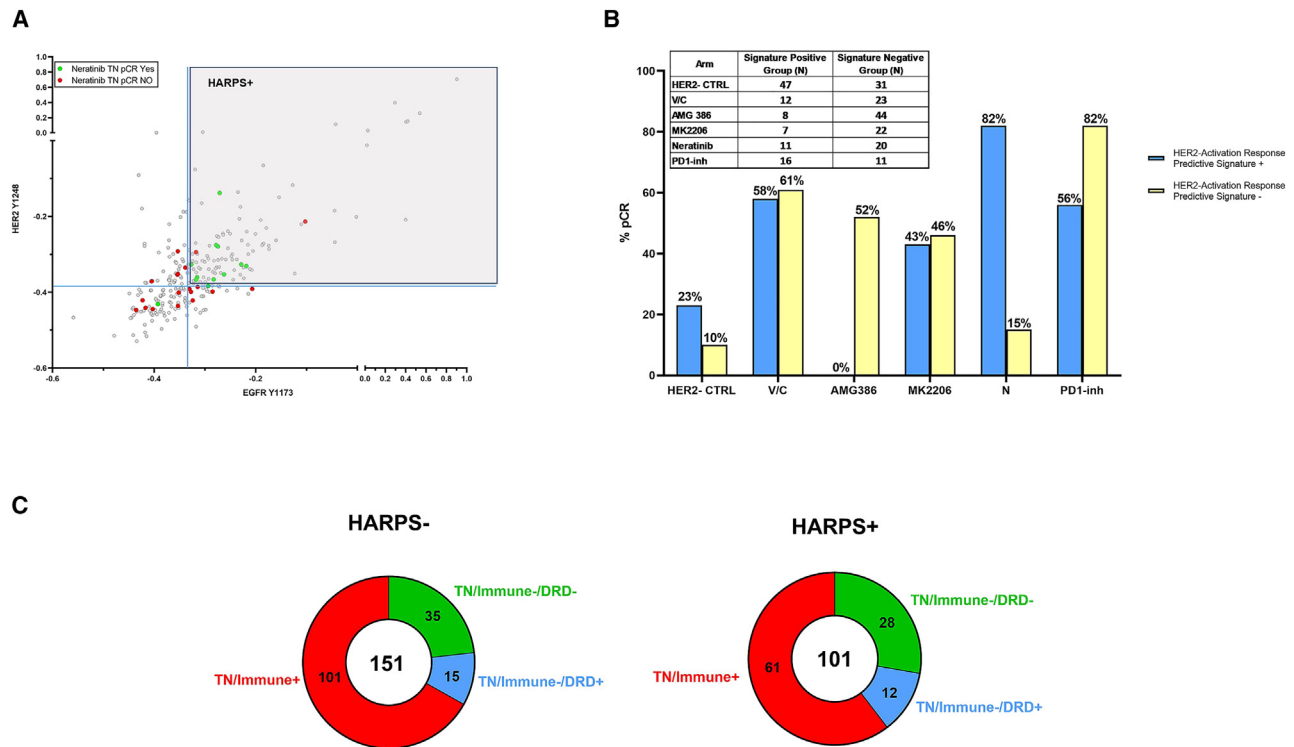 A
Neratinib TN pCR Yes
Neratinib TN pCR NO
HARPS+
HER2 Y1248
1.0
0.8
0.6
0.4
0.2
0.0
-0.2
-0.4
-0.6
-0.6 -0.4 -0.2 0.0 0.2 0.4 0.6 0.8 1.0
EGFR Y1173
B
Arm Signature Positive Group (N) Signature Negative Group (N)
HER2- CTRL 47 31
V/C 12 23
AMG 386 8 44
MK2206 7 22
Neratinib 11 20
PD1-inh 16 11
% pCR
100
80
60
40
20
0
23% 10% 58% 61% 0% 52% 43% 46% 82% 15% 56% 82%
HER2- CTRL V/C AMG386 MK2206 N PD1-inh
HER2-Activation Response
Predictive Signature +
HER2-Activation Response
Predictive Signature -
C
HARPS-
TN/Immune-/DRD-
35
151
101
15
TN/Immune+
TN/Immune-/DRD+
HARPS+
TN/Immune-/DRD-
28
101
61
12
TN/Immune+
TN/Immune-/DRD+